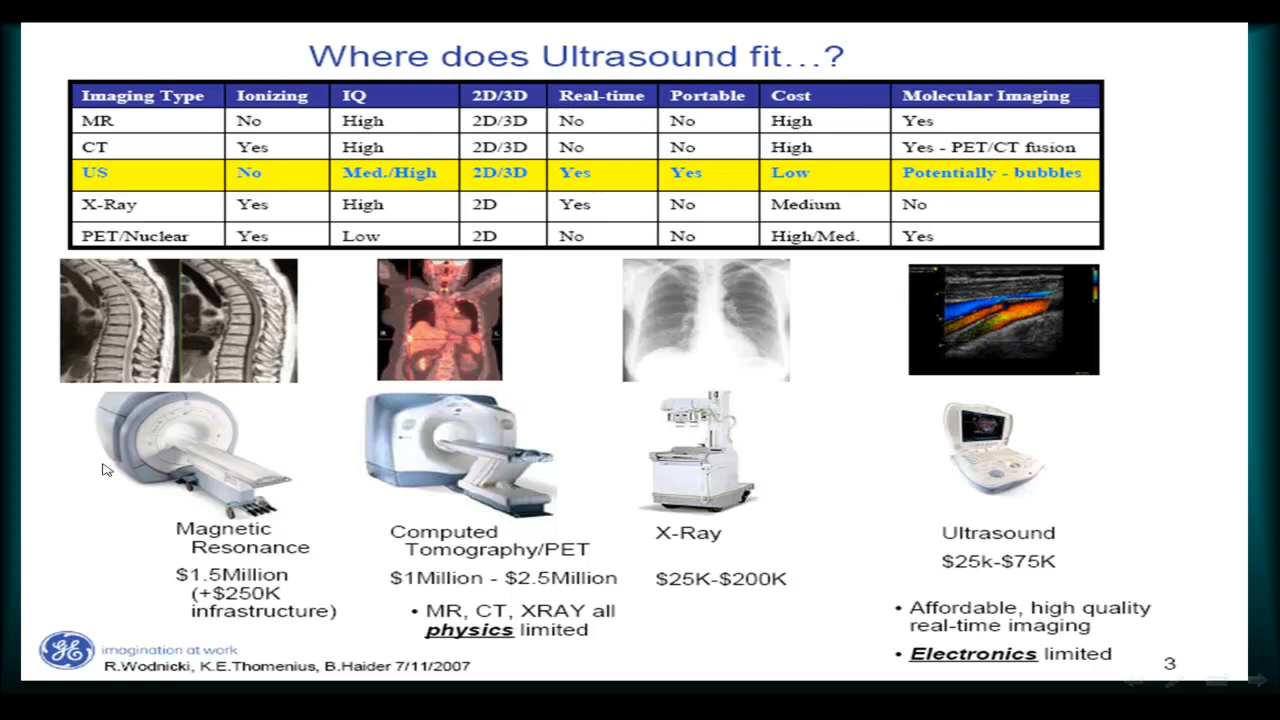 Where does Ultrasound fit…?
Imaging Type Ionizing IQ 2D/3D Real-time Portable Cost Molecular Imaging
MR No High 2D/3D No No High Yes
CT Yes High 2D/3D No No High Yes - PET/CT fusion
US No Med./High 2D/3D Yes Yes Low Potentially - bubbles
X-Ray Yes High 2D Yes No Medium No
PET/Nuclear Yes Low 2D No No High/Med. Yes
Magnetic
Resonance
$1.5Million
(+$250K
infrastructure)
Computed
Tomography/PET
$1Million - $2.5Million
• MR, CT, XRAY all
physics limited
X-Ray
$25K-$200K
Ultrasound
$25k-$75K
• Affordable, high quality
real-time imaging
• Electronics limited
GE imagination at work
R.Wodnicki, K.E.Thomenius, B.Haider 7/11/2007
3